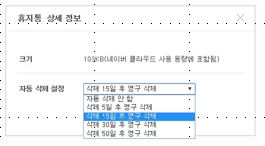 휴지통 상세 정보
크기
103KB(네이버 클라우드 사용 용량에 포함됨)
자동 삭제 설정
삭제 15일 후 영구 삭제
자동 삭제 안 함
삭제 5일 후 영구 삭제
삭제 15일 후 영구 삭제
삭제 30일 후 영구 삭제
삭제 50일 후 영구 삭제